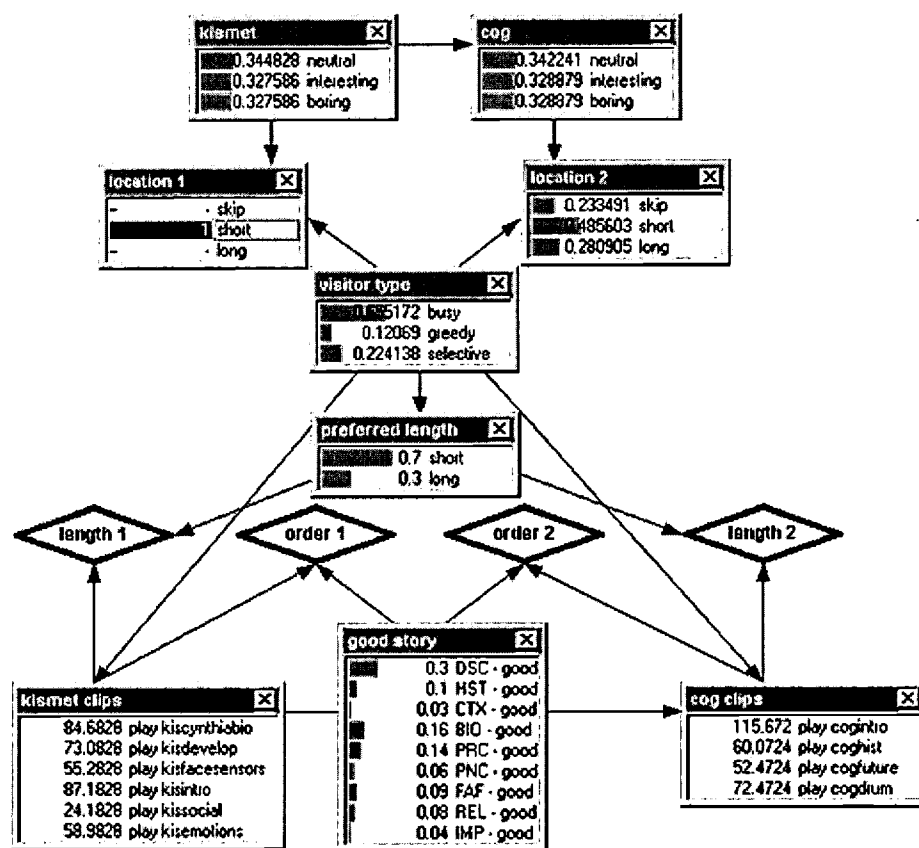 kismet
0.344828 neutral
0.327586 interesting
0.327586 boring
cog
0.342241 neutral
0.328879 interesting
0.328879 boring
location 1
- - skip
1 short
- - long
location 2
0.233491 skip
0.485603 short
0.280905 long
visitor type
0.655172 busy
0.12069 greedy
0.224138 selective
preferred length
0.7 short
0.3 long
length 1
order 1
order 2
length 2
good story
0.3 DSC - good
0.1 HST - good
0.03 CTX - good
0.16 BIO - good
0.14 PRC - good
0.06 PNC - good
0.09 FAF - good
0.08 REL - good
0.04 IMP - good
kismet clips
84.6828 play kiscynthiabio
73.0828 play kisdevelop
55.2828 play kisfacesensors
87.1828 play kisintro
24.1828 play kissocial
58.9828 play kisemotions
cog clips
115.672 play cogintro
60.0724 play coghist
52.4724 play cogfuture
72.4724 play cogdrum